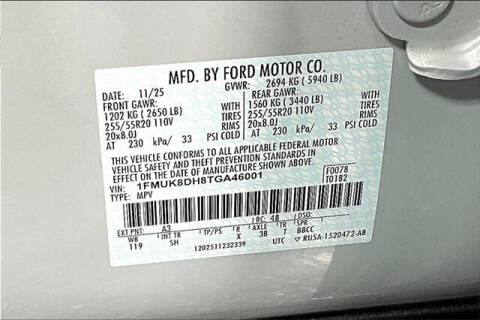 MFD. BY FORD MOTOR CO.
DATE: 11/25 GVWR: 2694 KG ( 5940 LB)
FRONT GAWR: REAR GAWR:
1202 KG ( 2650 LB) 1560 KG ( 3440 LB)
255/55R20 110V TIRES 255/55R20 110V TIRES
20x8.0J RIMS 20x8.0J RIMS
AT 230 kPa/ 33 PSI COLD AT 230 kPa/ 33 PSI COLD
THIS VEHICLE CONFORMS TO ALL APPLICABLE FEDERAL MOTOR
VEHICLE SAFETY AND THEFT PREVENTION STANDARDS IN
EFFECT ON THE DATE OF MANUFACTURE SHOWN ABOVE.
VIN: 1FMUK8DH8TGA46001 F0078
TYPE: MPV T0182
EXT PNT: A3 RC: 48 DSO:
WB INT TR TP/PS R AXLE TR SPR
119 SH X 3B T BBCC
1202511232339 UTC RUSA-1520472-AB